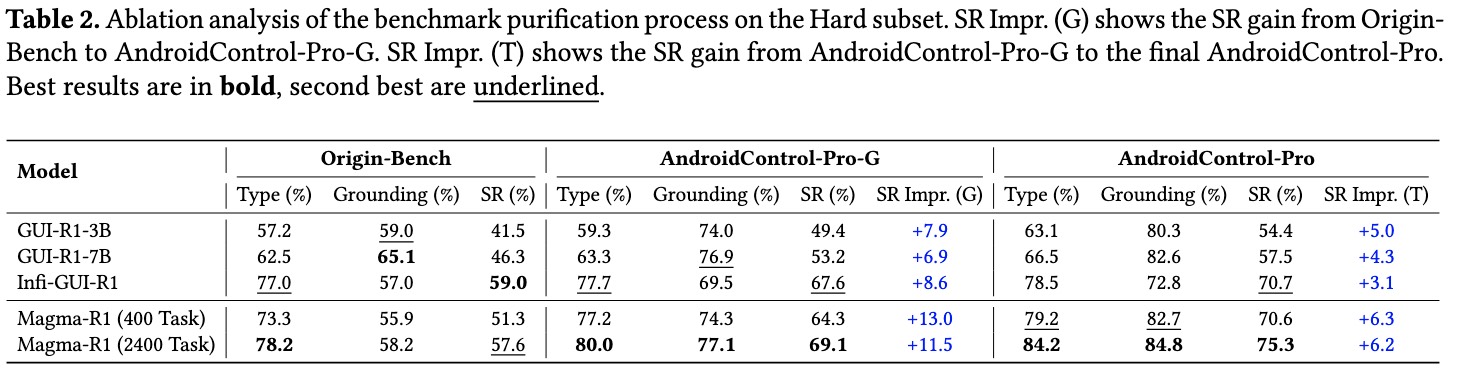 Table 2. Ablation analysis of the benchmark purification process on the Hard subset. SR Impr. (G) shows the SR gain from Origin-
Bench to AndroidControl-Pro-G. SR Impr. (T) shows the SR gain from AndroidControl-Pro-G to the final AndroidControl-Pro.
Best results are in bold, second best are underlined.
Model Origin-Bench AndroidControl-Pro-G AndroidControl-Pro
Type (%) Grounding (%) SR (%) Type (%) Grounding (%) SR (%) SR Impr. (G) Type (%) Grounding (%) SR (%) SR Impr. (T)
GUI-R1-3B 57.2 59.0 41.5 59.3 74.0 49.4 +7.9 63.1 80.3 54.4 +5.0
GUI-R1-7B 62.5 65.1 46.3 63.3 76.9 53.2 +6.9 66.5 82.6 57.5 +4.3
Infi-GUI-R1 77.0 57.0 59.0 77.7 69.5 67.6 +8.6 78.5 72.8 70.7 +3.1
Magma-R1 (400 Task) 73.3 55.9 51.3 77.2 74.3 64.3 +13.0 79.2 82.7 70.6 +6.3
Magma-R1 (2400 Task) 78.2 58.2 57.6 80.0 77.1 69.1 +11.5 84.2 84.8 75.3 +6.2